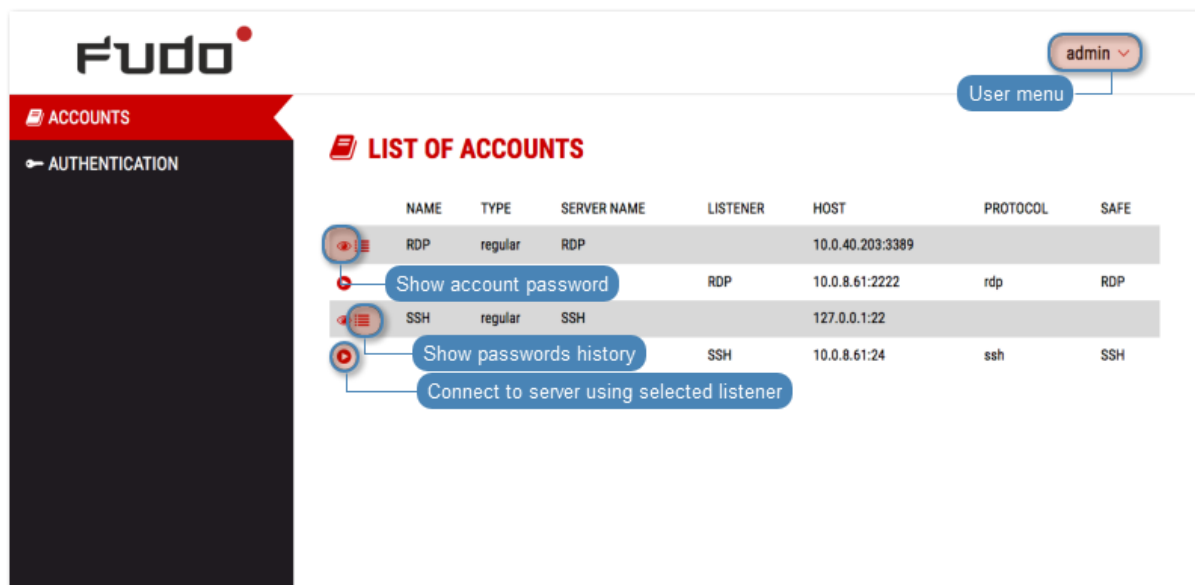 Fudo
admin
User menu
ACCOUNTS
AUTHENTICATION
LIST OF ACCOUNTS
NAME TYPE SERVER NAME LISTENER HOST PROTOCOL SAFE
RDP regular RDP 10.0.40.203:3389
Show account password RDP 10.0.8.61:2222 rdp RDP
SSH regular SSH 127.0.0.1:22
Show passwords history SSH 10.0.8.61:24 ssh SSH
Connect to server using selected listener